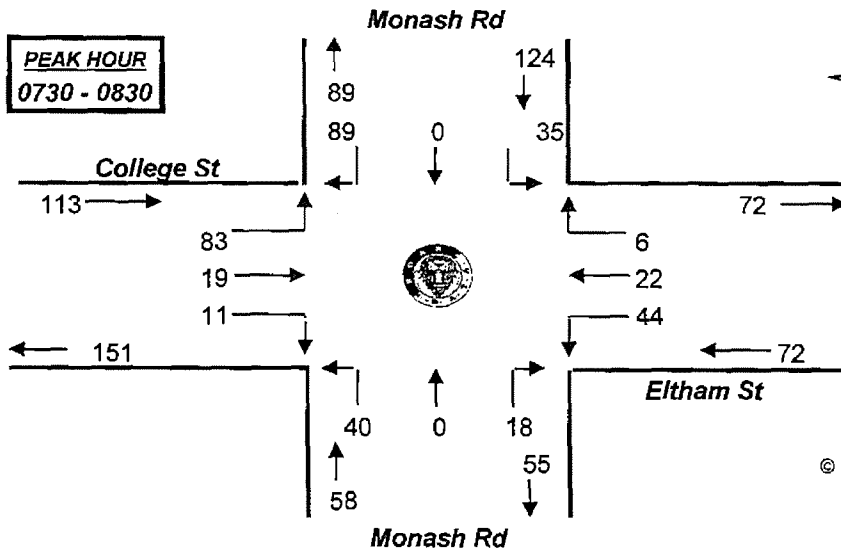 Monash Rd
PEAK HOUR
0730 - 0830
124
89
89 0 35
College St
113 72
83 6
19 22
11 44
151 72
Eltham St
40 0 18
55
58
©
Monash Rd